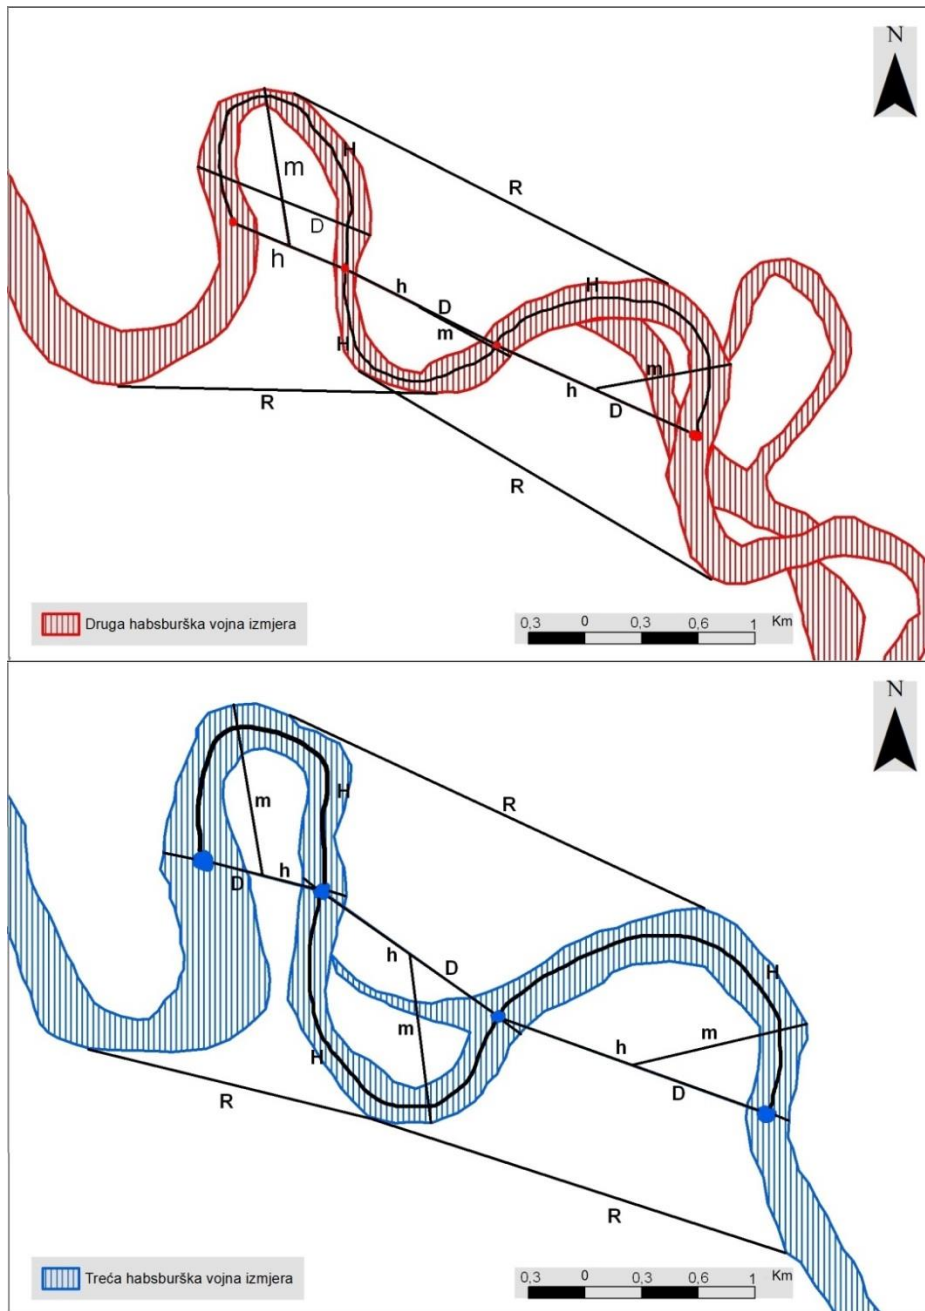 N
H
m
R
D
h
h
D
H
m
H
m
h
D
R
R
Druga habsburška vojna izmjera
0,3 0 0,3 0,6 1 Km
N
H
m
R
D
h
h
D
H
m
m
h
H
D
R
R
Treća habsburška vojna izmjera
0,3 0 0,3 0,6 1 Km